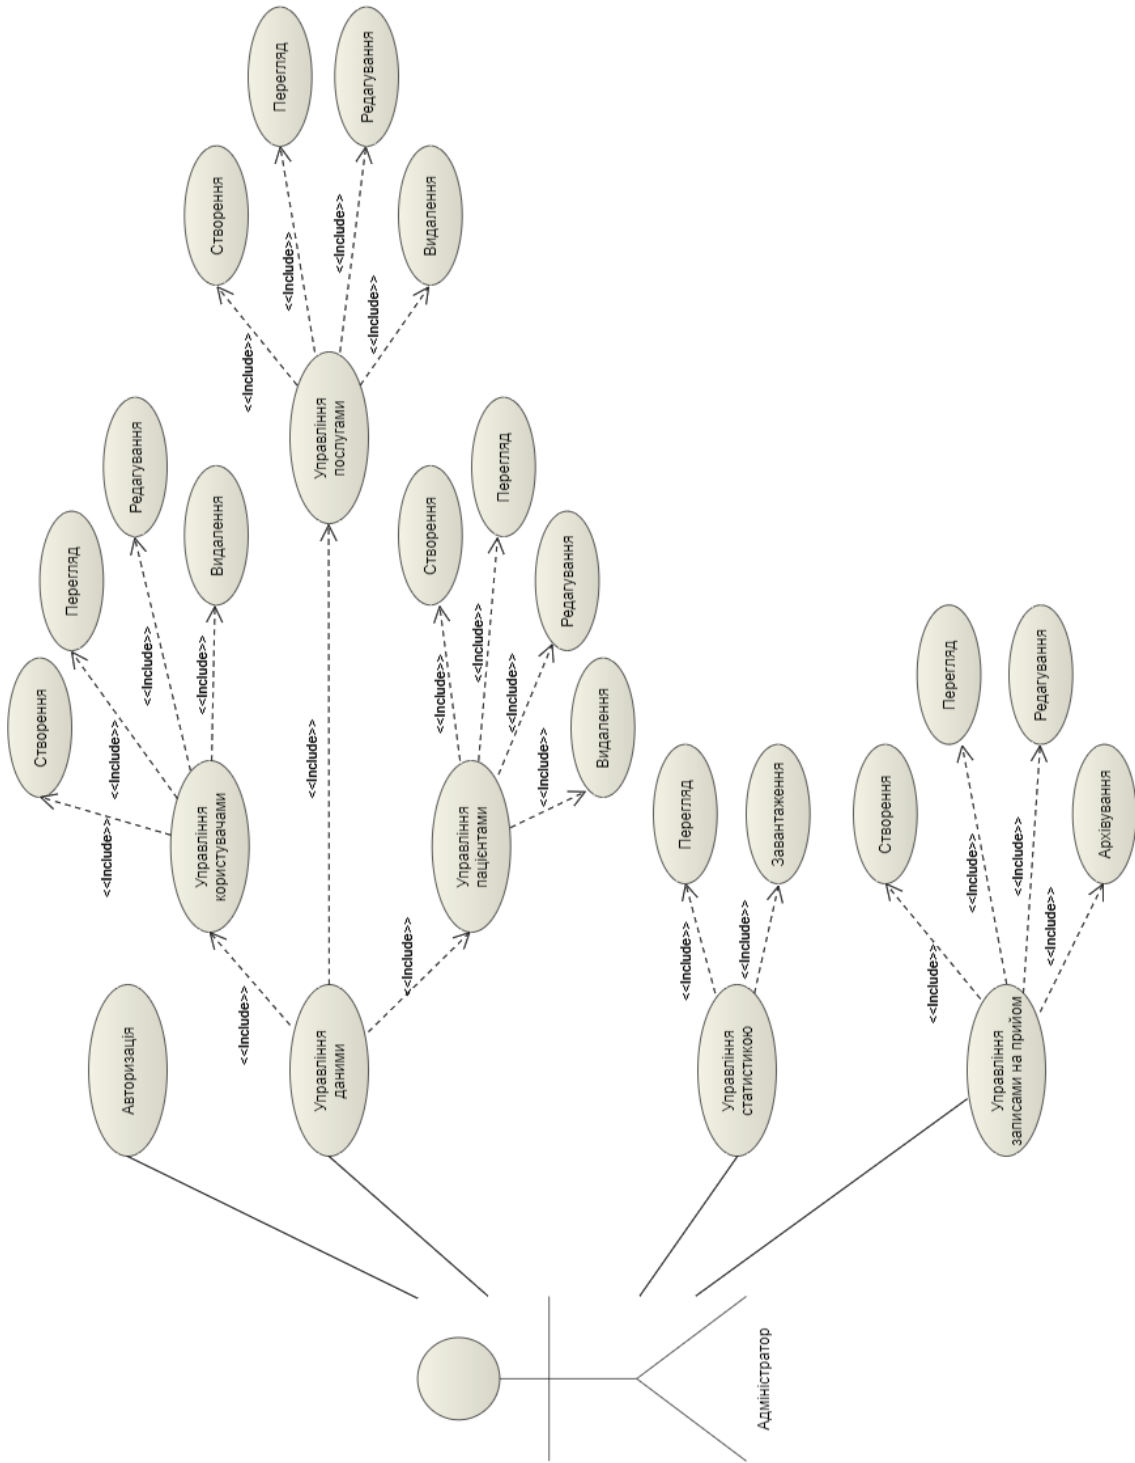 Адміністратор
Авторизація
Управління
даними
<<Include>>
<<Include>>
<<Include>>
Управління
користувачами
<<Include>>
<<Include>>
<<Include>>
<<Include>>
Створення
Перегляд
Редагування
Видалення
Управління
послугами
<<Include>>
<<Include>>
<<Include>>
<<Include>>
Створення
Перегляд
Редагування
Видалення
Управління
пацієнтами
<<Include>>
<<Include>>
<<Include>>
<<Include>>
Створення
Перегляд
Редагування
Видалення
Управління
статистикою
<<Include>>
<<Include>>
Перегляд
Завантаження
Управління
записами на прийом
<<Include>>
<<Include>>
<<Include>>
<<Include>>
Створення
Перегляд
Редагування
Архівування